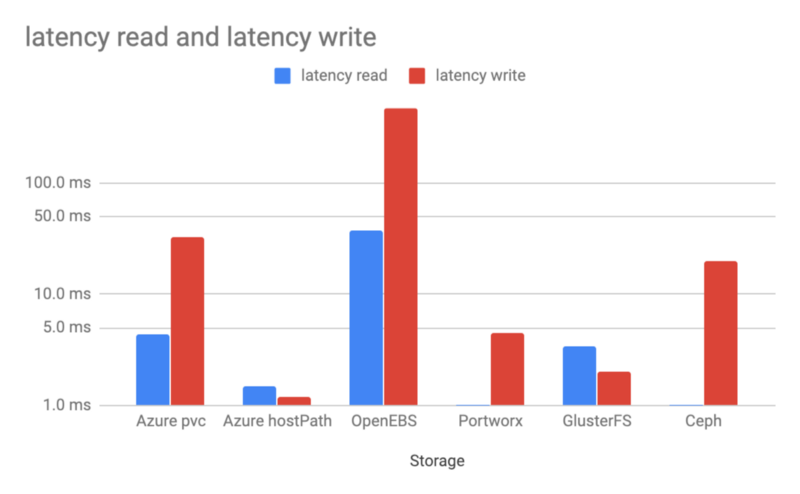 latency read and latency write
latency read
latency write
100.0 ms
50.0 ms
10.0 ms
5.0 ms
1.0 ms
Azure pvc
Azure hostPath
OpenEBS
Portworx
GlusterFS
Ceph
Storage